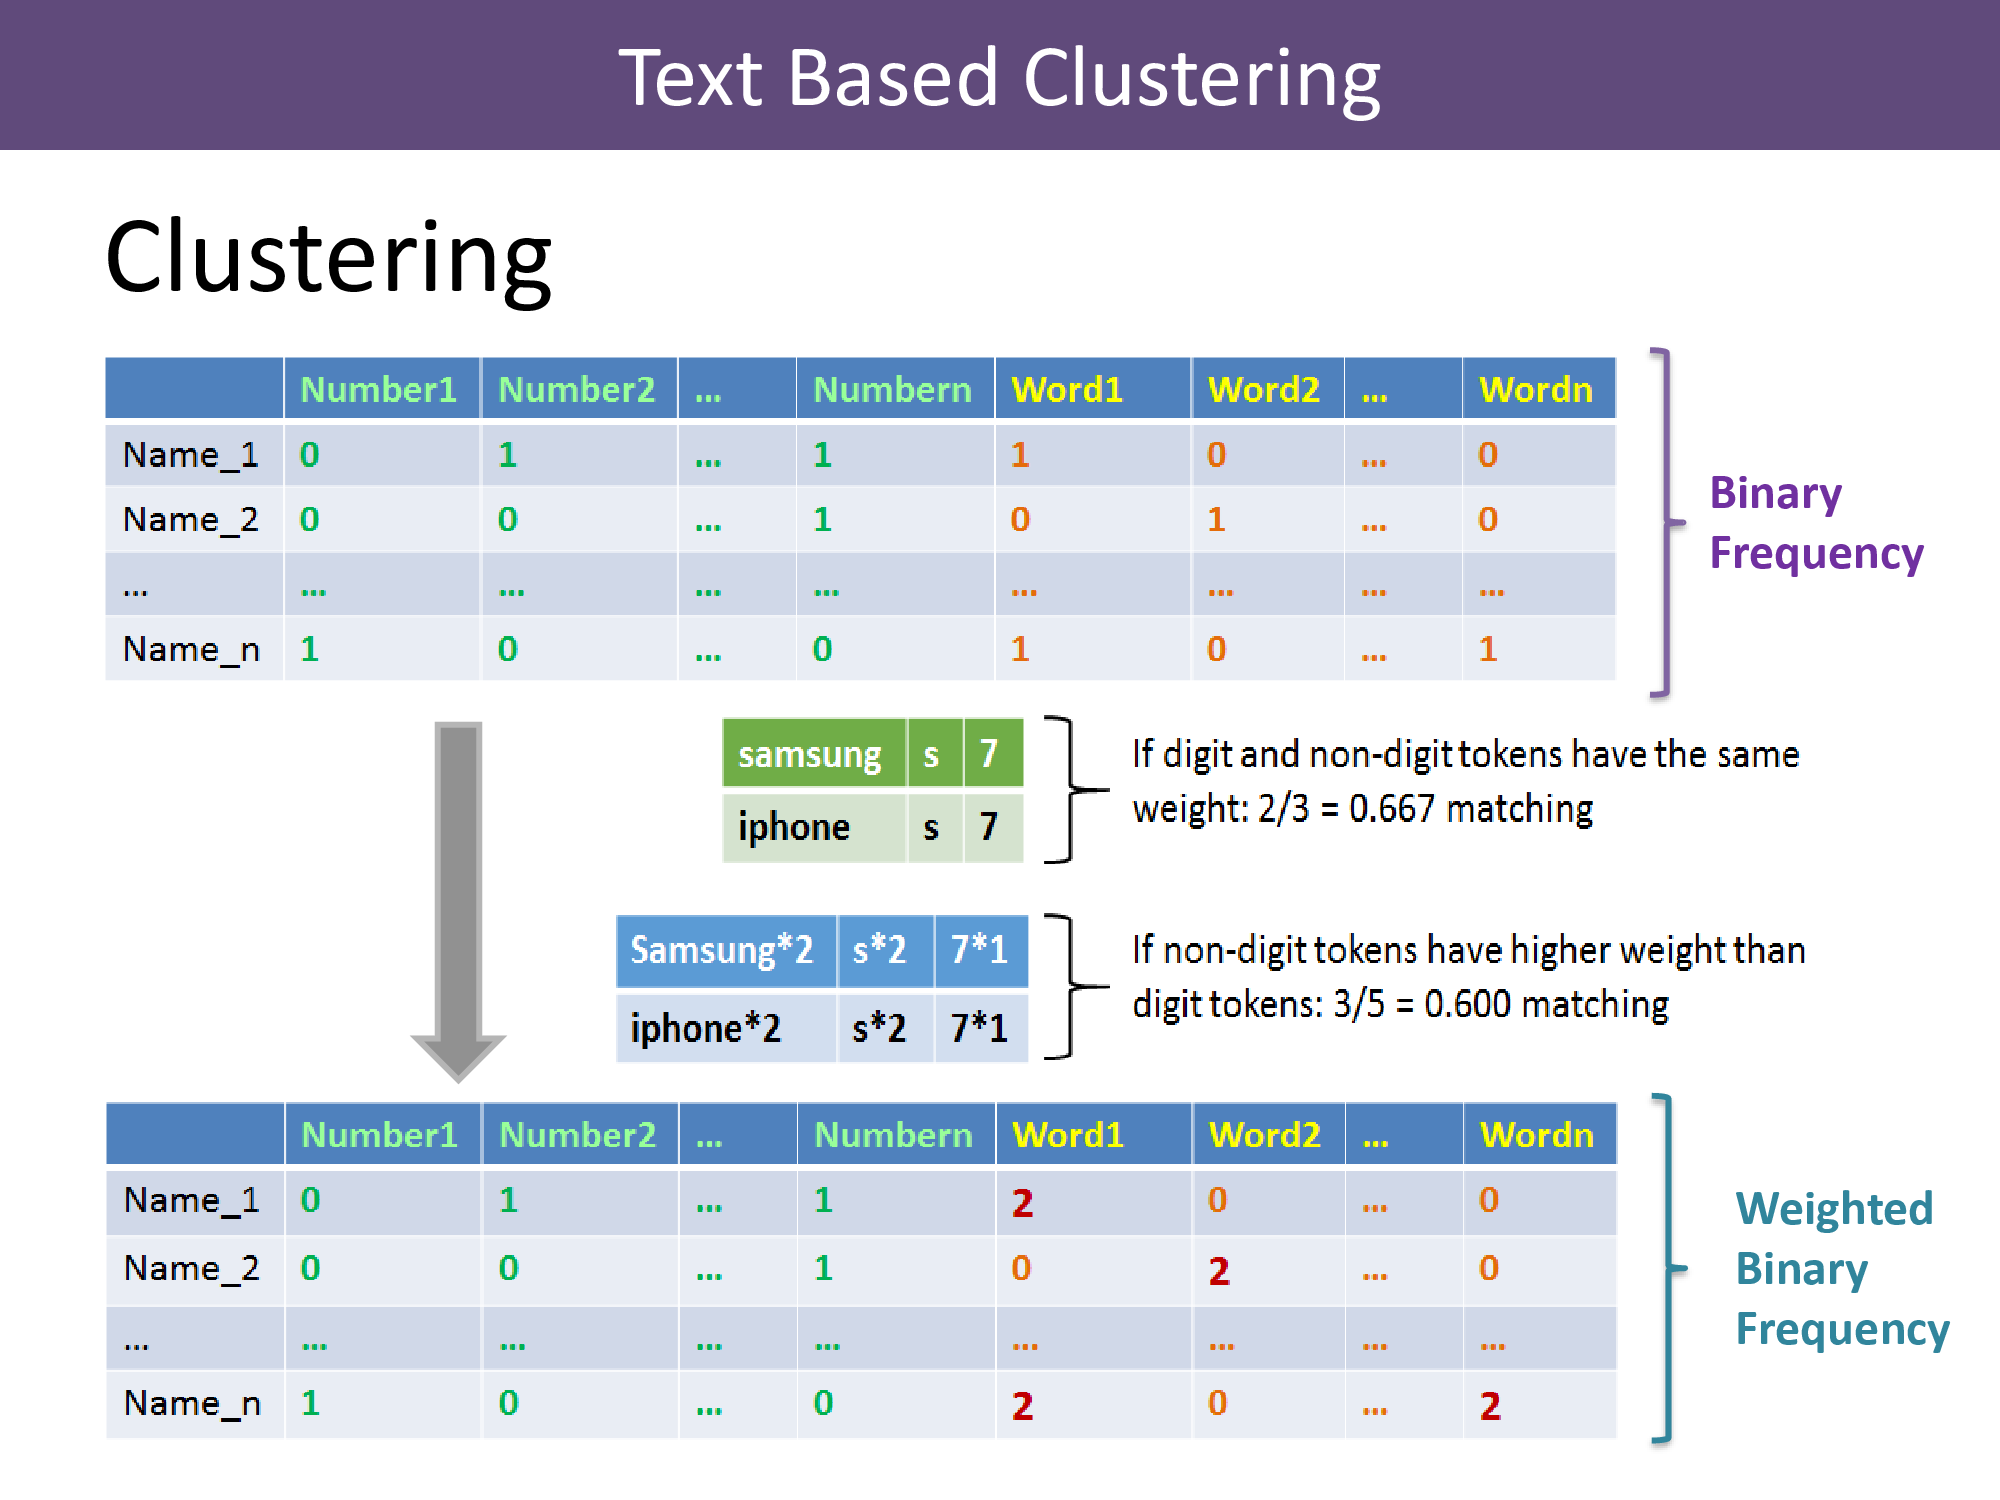 Text Based Clustering
Clustering
Number1 Number2 ... Numbern Word1 Word2 ... Wordn
Name_1 0 1 ... 1 1 0 ... 0
Name_2 0 0 ... 1 0 1 ... 0
... ... ... ... ... ... ... ... ...
Name_n 1 0 ... 0 1 0 ... 1
Binary
Frequency
samsung s 7
iphone s 7
If digit and non-digit tokens have the same
weight: 2/3 = 0.667 matching
Samsung*2 s*2 7*1
iphone*2 s*2 7*1
If non-digit tokens have higher weight than
digit tokens: 3/5 = 0.600 matching
Number1 Number2 ... Numbern Word1 Word2 ... Wordn
Name_1 0 1 ... 1 2 0 ... 0
Name_2 0 0 ... 1 0 2 ... 0
... ... ... ... ... ... ... ... ...
Name_n 1 0 ... 0 2 0 ... 2
Weighted
Binary
Frequency